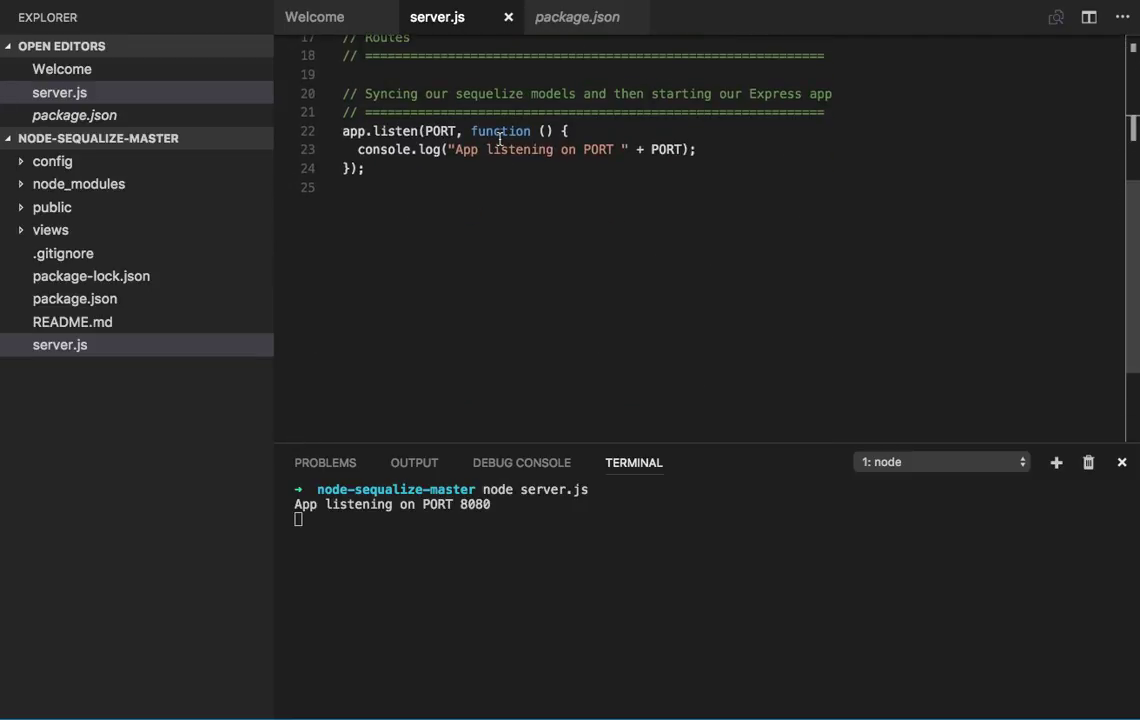 EXPLORER
OPEN EDITORS
Welcome
server.js
package.json
NODE-SEQUALIZE-MASTER
config
node_modules
public
views
.gitignore
package-lock.json
package.json
README.md
server.js
Welcome server.js package.json
17 // Routes
18 // =============================================================
19
20 // Syncing our sequelize models and then starting our Express app
21 // =============================================================
22 app.listen(PORT, function () {
23 console.log("App listening on PORT " + PORT);
24 });
25
PROBLEMS OUTPUT DEBUG CONSOLE TERMINAL 1: node
➜ node-sequalize-master node server.js
App listening on PORT 8080